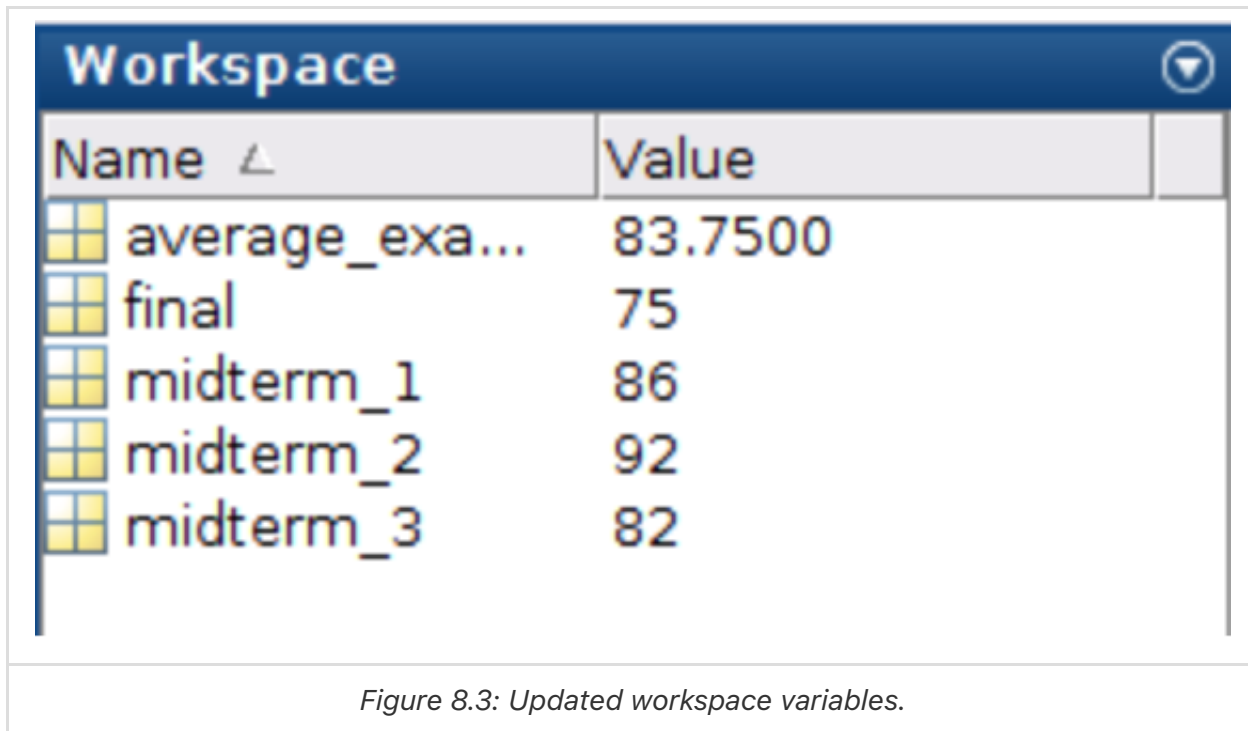 Workspace
Name Value
average_exa... 83.7500
final 75
midterm_1 86
midterm_2 92
midterm_3 82
Figure 8.3: Updated workspace variables.